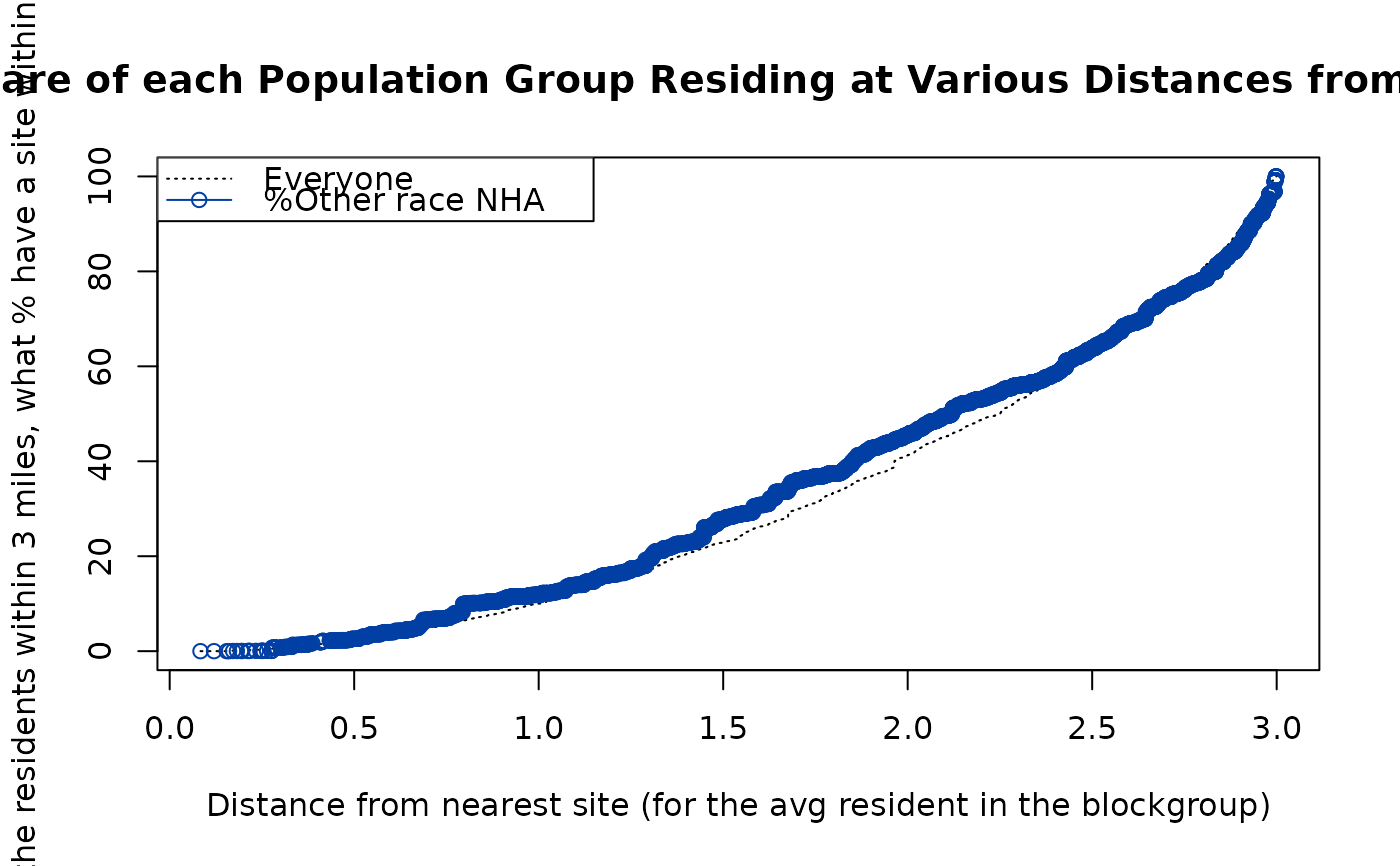 are of each Population Group Residing at Various Distances from
he residents within 3 miles, what % have a site within
Everyone
%Other race NHA
100
80
60
40
20
0
0.0 0.5 1.0 1.5 2.0 2.5 3.0
Distance from nearest site (for the avg resident in the blockgroup)